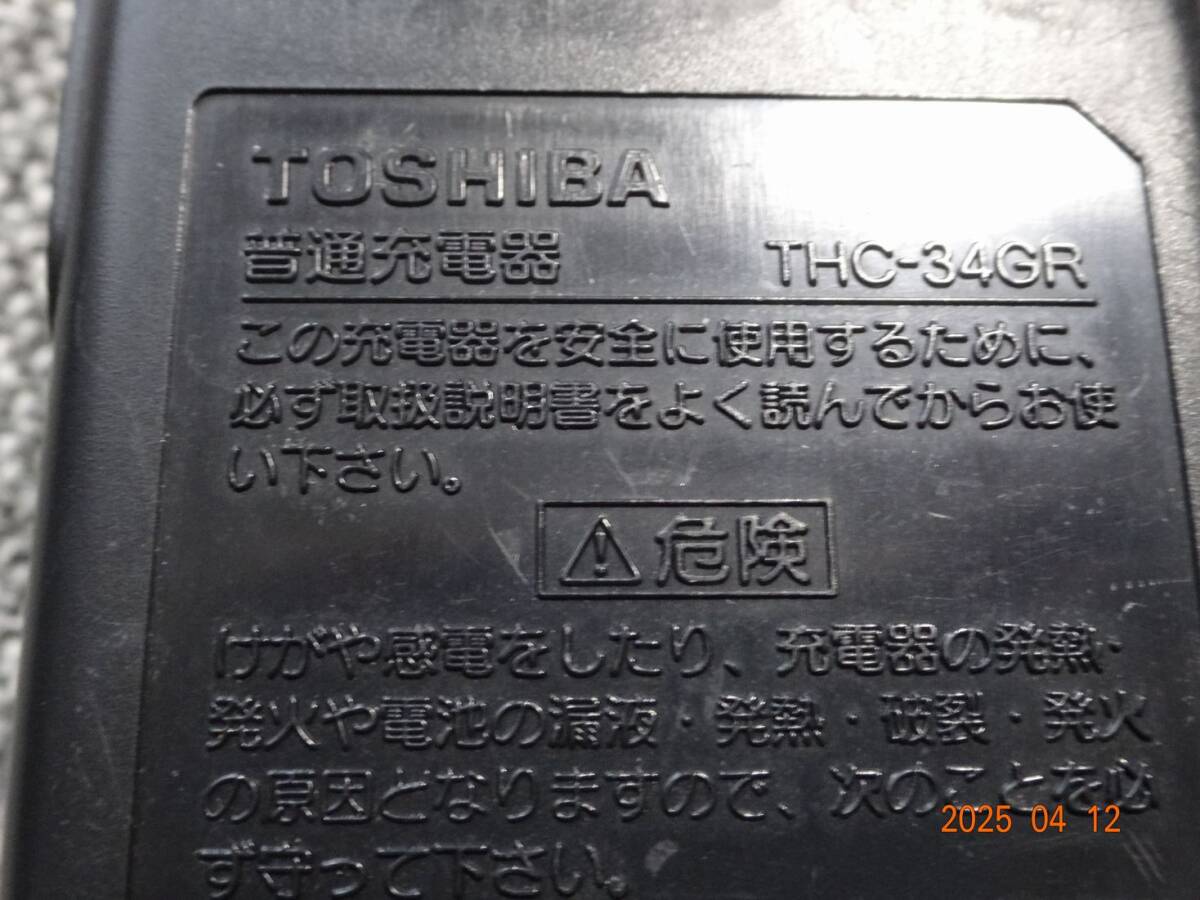 TOSHIBA
普通充電器 THC-34GR
この充電器を安全に使用するために、
必ず取扱説明書をよく読んでからお使
い下さい。
⚠危険
けがや感電をしたり、充電器の発熱・
発火や電池の漏液・発熱・破裂・発火
の原因となりますので、次のことを必
ず守って下さい。
2025 04 12